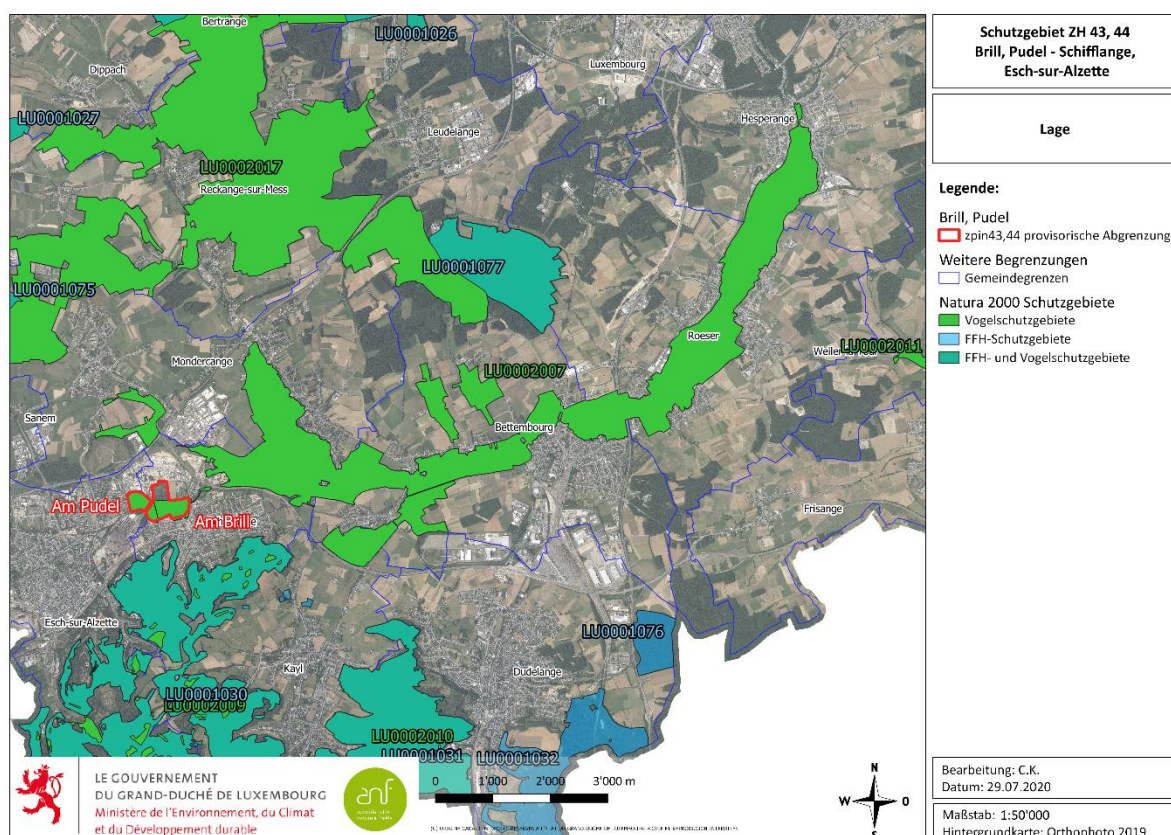 Bertrange
LU0001026
Dippach
Luxembourg
LU0001027
Hesperange
Leudelange
LU0002017
Reckange-sur-Mess
LU0001077
LU0001075
Roeser
Mondercange
LU0002011
LU0002007
Sanem
Bettembourg
Am Pudel
Am Brill
Frisange
Esch-sur-Alzette
LU0001076
Kayl
Dudelange
LU0001030
LU0002009
LU0002010
LU0001031
LU0001032
LE GOUVERNEMENT
DU GRAND-DUCHÉ DE LUXEMBOURG
Ministère de l'Environnement, du Climat
et du Développement durable
anf
0 1'000 2'000 3'000 m
N
W O
S
Schutzgebiet ZH 43, 44
Brill, Pudel - Schifflange,
Esch-sur-Alzette
Lage
Legende:
Brill, Pudel
zpin43,44 provisorische Abgrenzung
Weitere Begrenzungen
Gemeindegrenzen
Natura 2000 Schutzgebiete
Vogelschutzgebiete
FFH-Schutzgebiete
FFH- und Vogelschutzgebiete
Bearbeitung: C.K.
Datum: 29.07.2020
Maßstab: 1:50'000
Hintergrundkarte: Orthophoto 2019